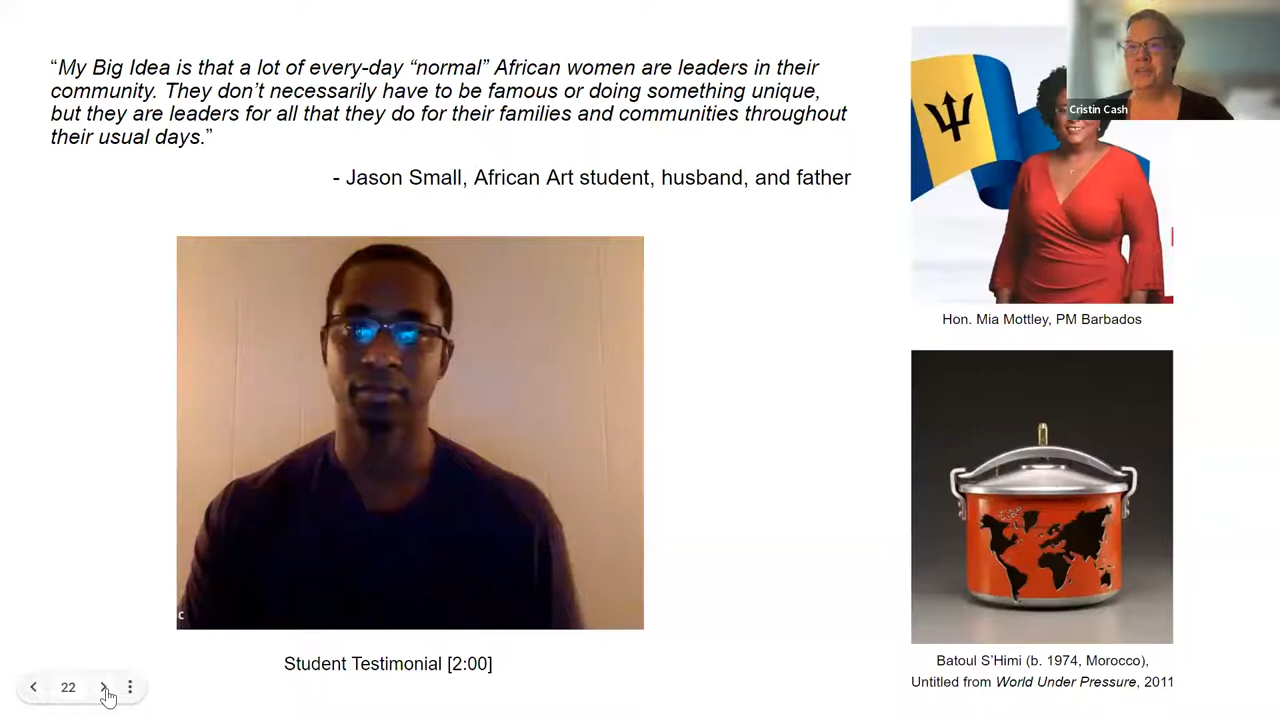 “My Big Idea is that a lot of every-day “normal” African women are leaders in their
community. They don’t necessarily have to be famous or doing something unique,
but they are leaders for all that they do for their families and communities throughout
their usual days.”
- Jason Small, African Art student, husband, and father
Cristin Cash
Hon. Mia Mottley, PM Barbados
C
Student Testimonial [2:00]
Batoul S’Himi (b. 1974, Morocco),
Untitled from World Under Pressure, 2011
22